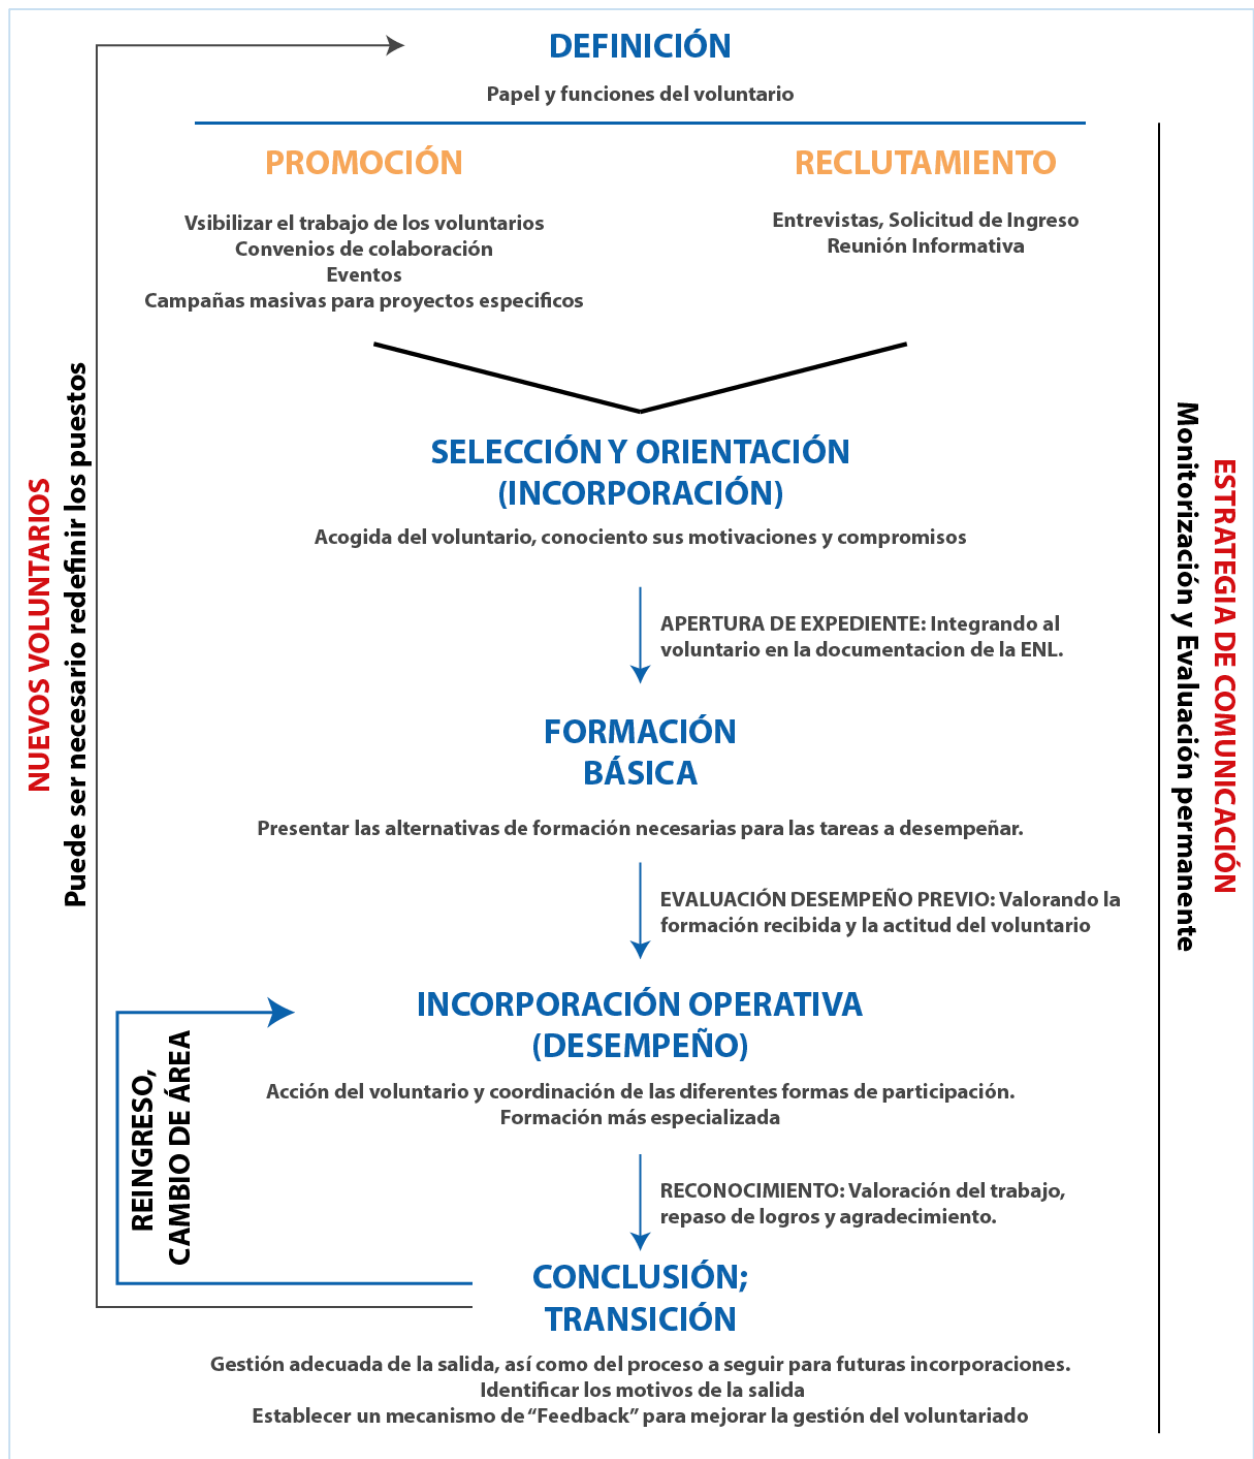 DEFINICIÓN
Papel y funciones del voluntario
PROMOCIÓN
Vsibilizar el trabajo de los voluntarios
Convenios de colaboración
Eventos
Campañas masivas para proyectos especificos
RECLUTAMIENTO
Entrevistas, Solicitud de Ingreso
Reunión Informativa
SELECCIÓN Y ORIENTACIÓN
(INCORPORACIÓN)
Acogida del voluntario, conociento sus motivaciones y compromisos
APERTURA DE EXPEDIENTE: Integrando al
voluntario en la documentacion de la ENL.
FORMACIÓN
BÁSICA
Presentar las alternativas de formación necesarias para las tareas a desempeñar.
EVALUACIÓN DESEMPEÑO PREVIO: Valorando la
formación recibida y la actitud del voluntario
INCORPORACIÓN OPERATIVA
(DESEMPEÑO)
Acción del voluntario y coordinación de las diferentes formas de participación.
Formación más especializada
RECONOCIMIENTO: Valoración del trabajo,
repaso de logros y agradecimiento.
CONCLUSIÓN;
TRANSICIÓN
Gestión adecuada de la salida, así como del proceso a seguir para futuras incorporaciones.
Identificar los motivos de la salida
Establecer un mecanismo de "Feedback" para mejorar la gestión del voluntariado
NUEVOS VOLUNTARIOS
Puede ser necesario redefinir los puestos
REINGRESO,
CAMBIO DE ÁREA
ESTRATEGIA DE COMUNICACIÓN
Monitorización y Evaluación permanente